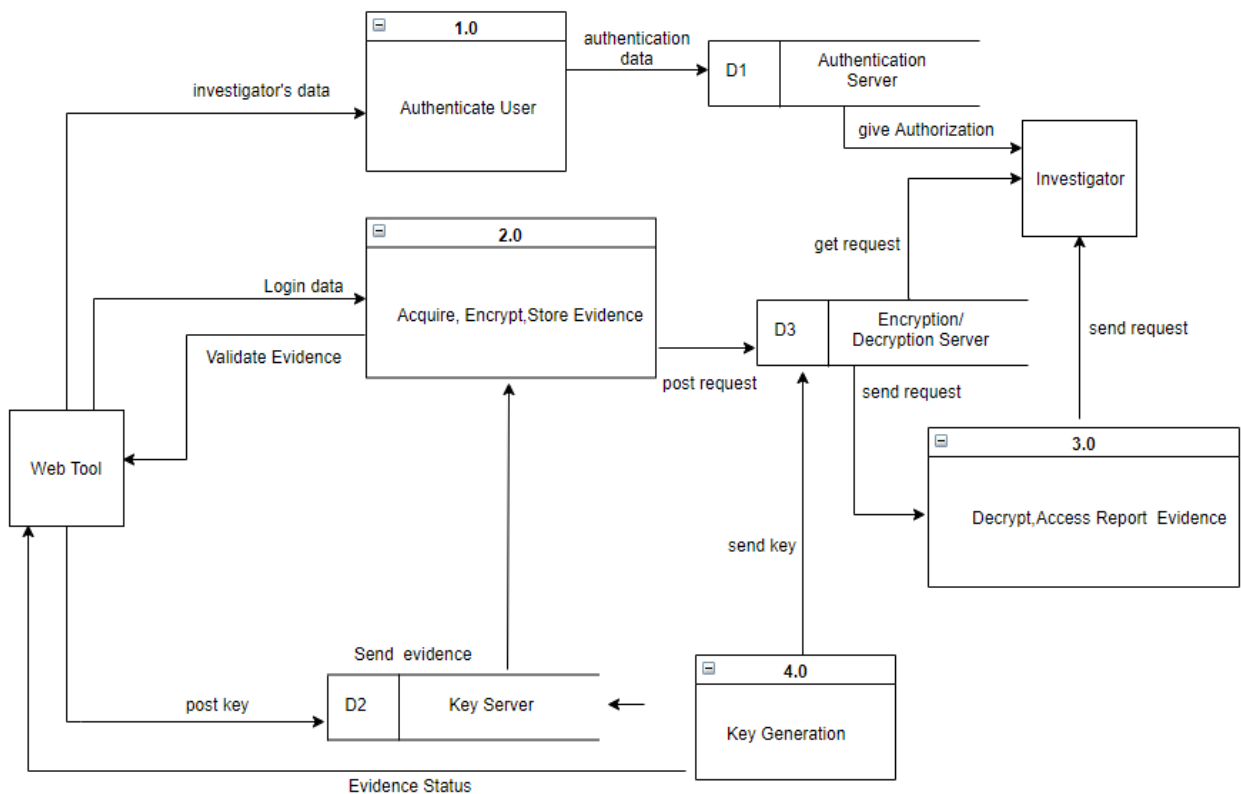 1.0
Authenticate User
authentication
data
D1
Authentication
Server
investigator's data
give Authorization
Investigator
2.0
Acquire, Encrypt,Store Evidence
get request
Login data
Validate Evidence
D3
Encryption/
Decryption Server
send request
post request
send request
Web Tool
3.0
Decrypt,Access Report Evidence
send key
Send evidence
4.0
Key Generation
post key
D2
Key Server
Evidence Status